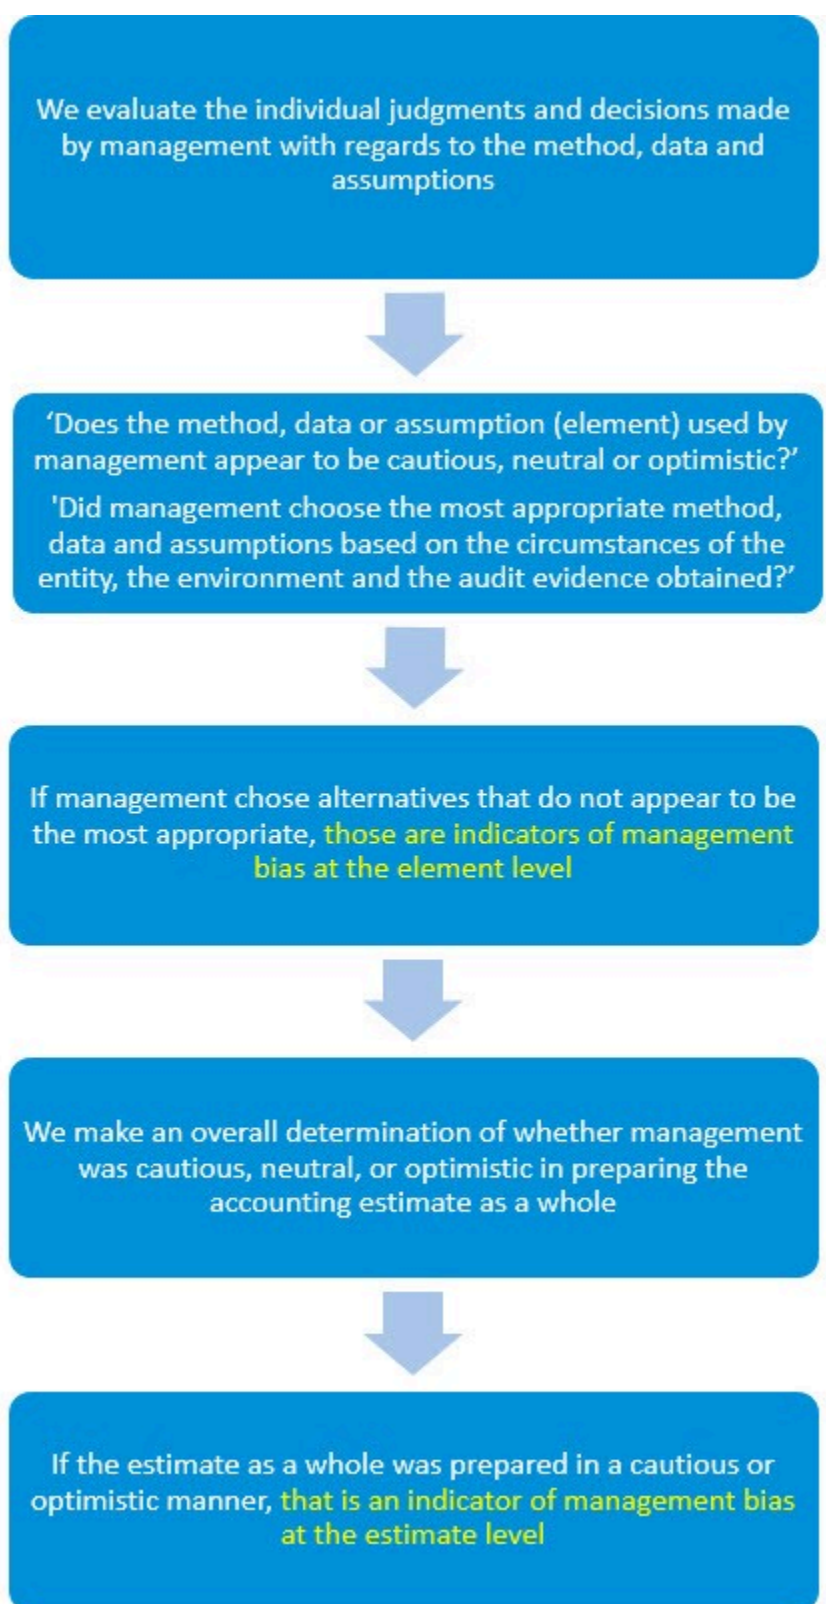 We evaluate the individual judgments and decisions made
by management with regards to the method, data and
assumptions
‘Does the method, data or assumption (element) used by
management appear to be cautious, neutral or optimistic?’
'Did management choose the most appropriate method,
data and assumptions based on the circumstances of the
entity, the environment and the audit evidence obtained?’
If management chose alternatives that do not appear to be
the most appropriate, those are indicators of management
bias at the element level
We make an overall determination of whether management
was cautious, neutral, or optimistic in preparing the
accounting estimate as a whole
If the estimate as a whole was prepared in a cautious or
optimistic manner, that is an indicator of management bias
at the estimate level